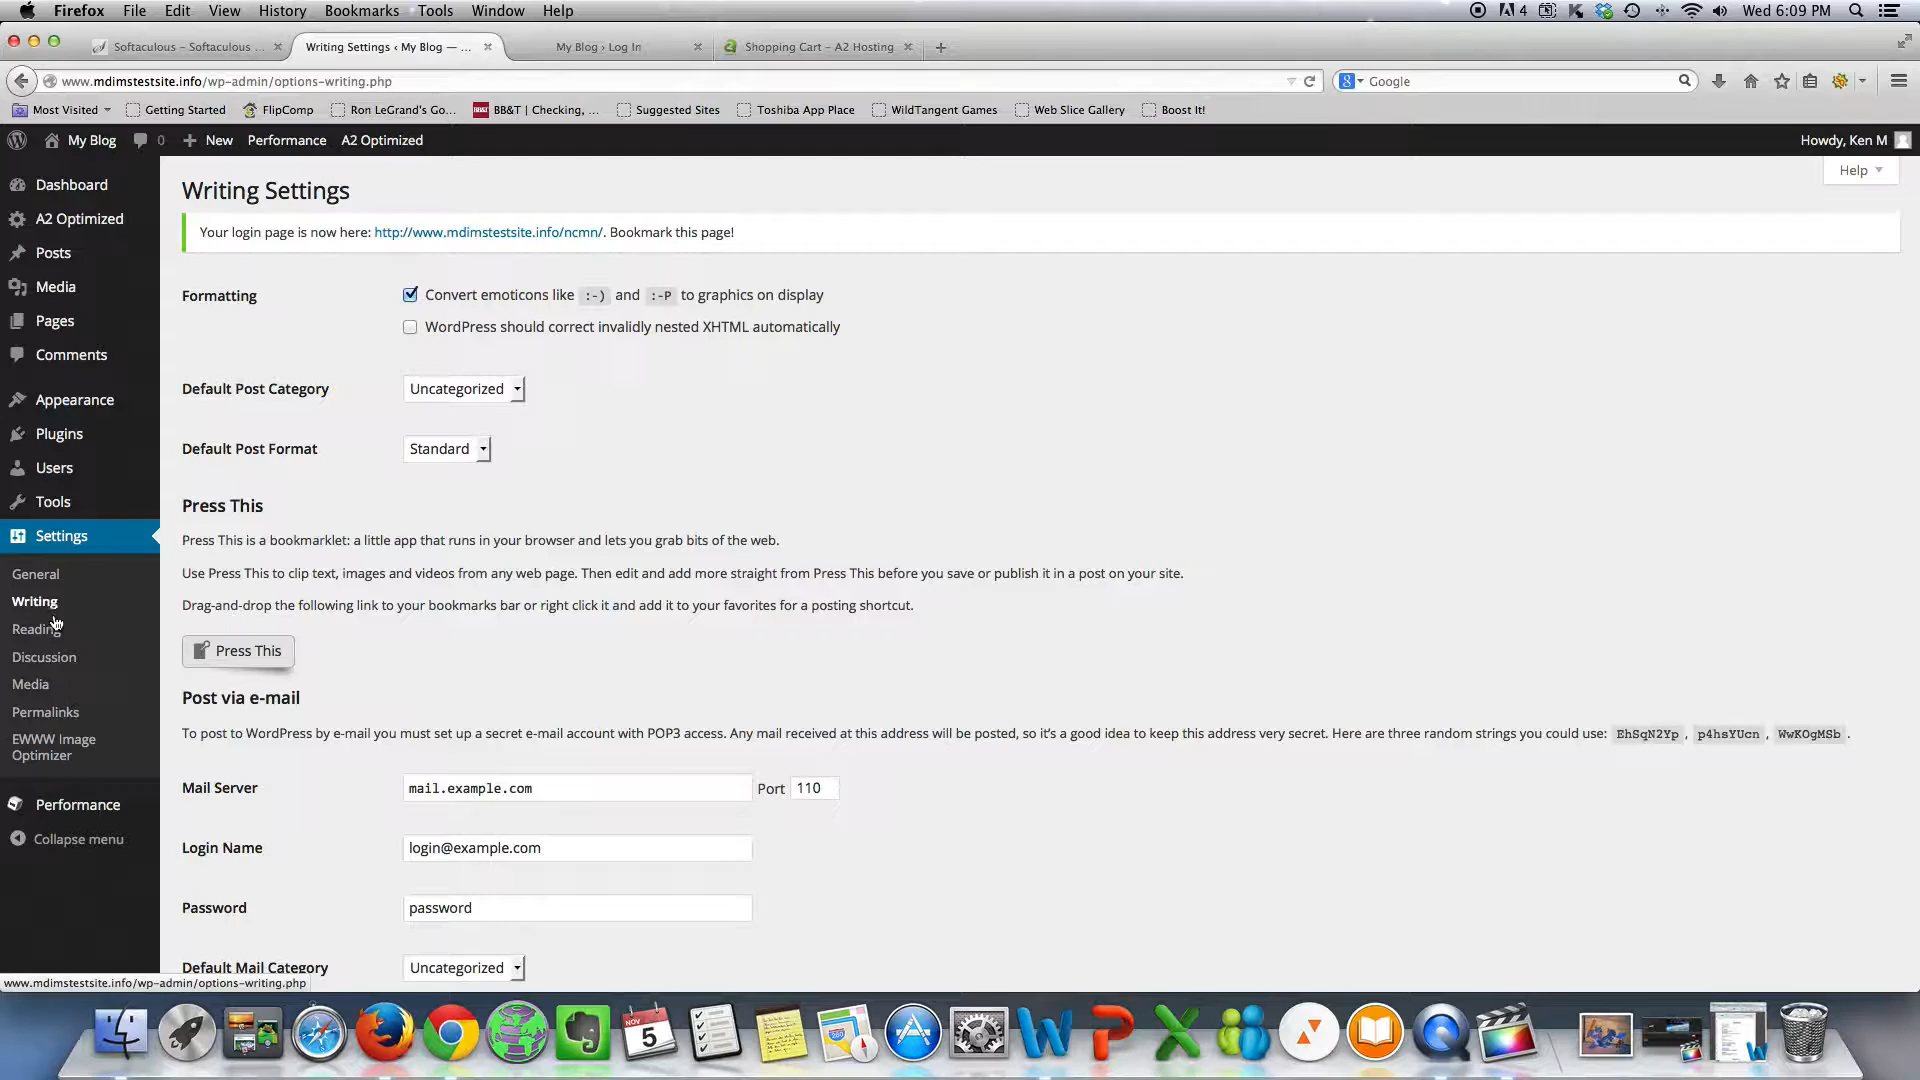 Firefox File Edit View History Bookmarks Tools Window Help 4 Wed 6:09 PM
Softaculous - Softaculous ... Writing Settings ‹ My Blog — ... My Blog › Log In Shopping Cart - A2 Hosting
www.mdimstestsite.info/wp-admin/options-writing.php Google
Most Visited Getting Started FlipComp Ron LeGrand's Go... BB&T | Checking, ... Suggested Sites Toshiba App Place WildTangent Games Web Slice Gallery Boost It!
My Blog 0 New Performance A2 Optimized Howdy, Ken M
Help
Dashboard
A2 Optimized
Posts
Media
Pages
Comments
Appearance
Plugins
Users
Tools
Settings
General
Writing
Reading
Discussion
Media
Permalinks
EWWW Image
Optimizer
Performance
Collapse menu
Writing Settings
Your login page is now here: http://www.mdimstestsite.info/ncmn/. Bookmark this page!
Formatting Convert emoticons like :-) and :-P to graphics on display
WordPress should correct invalidly nested XHTML automatically
Default Post Category Uncategorized
Default Post Format Standard
Press This
Press This is a bookmarklet: a little app that runs in your browser and lets you grab bits of the web.
Use Press This to clip text, images and videos from any web page. Then edit and add more straight from Press This before you save or publish it in a post on your site.
Drag-and-drop the following link to your bookmarks bar or right click it and add it to your favorites for a posting shortcut.
Press This
Post via e-mail
To post to WordPress by e-mail you must set up a secret e-mail account with POP3 access. Any mail received at this address will be posted, so it's a good idea to keep this address very secret. Here are three random strings you could use: EhSqN2Yp , p4hsYUcn , WwKOgMSb .
Mail Server mail.example.com Port 110
Login Name login@example.com
Password password
Default Mail Category Uncategorized
www.mdimstestsite.info/wp-admin/options-writing.php
NOV
5